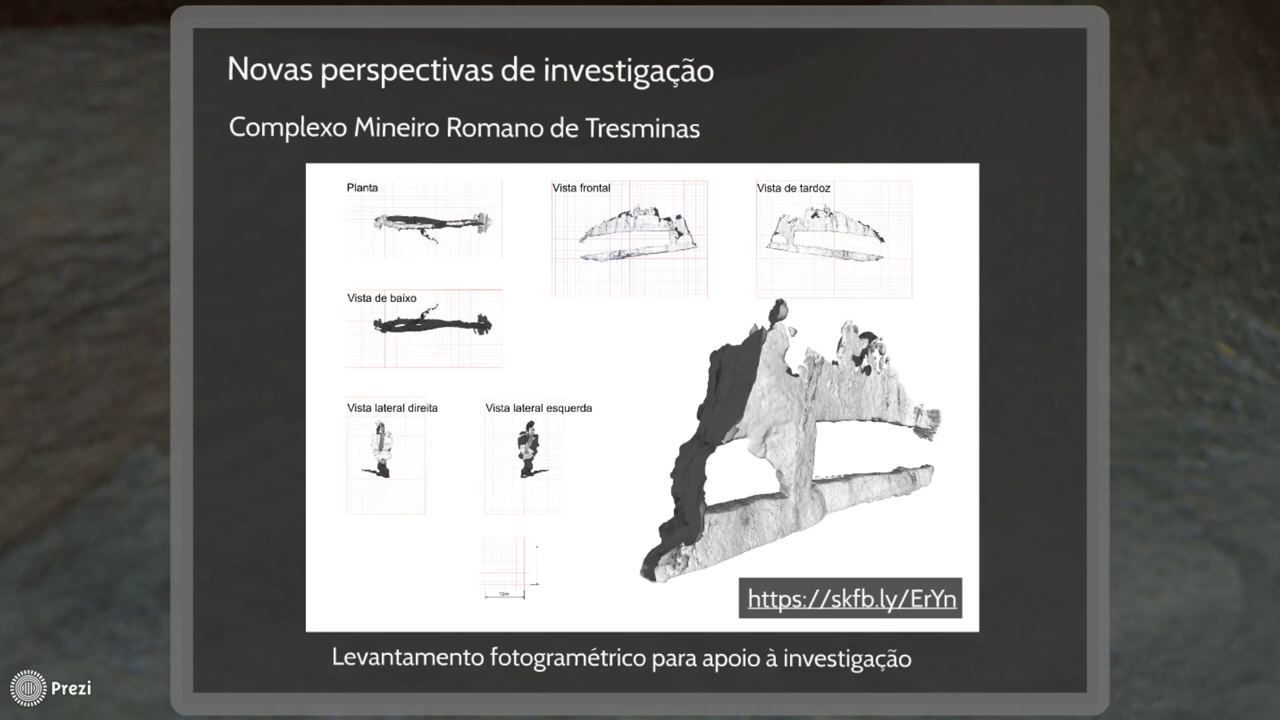 Novas perspectivas de investigação
Complexo Mineiro Romano de Tresminas
Planta
Vista frontal
Vista de tardoz
Vista de baixo
Vista lateral direita
Vista lateral esquerda
https://skfb.ly/ErYn
Levantamento fotogramétrico para apoio à investigação
Prezi